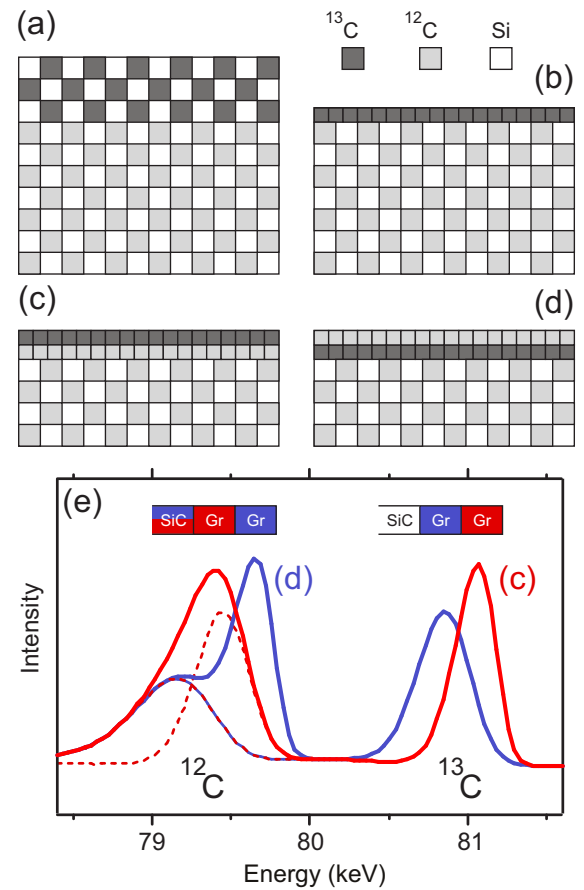 (a)
¹³C ¹²C Si
(b)
(c)
(d)
(e)
SiC Gr Gr
SiC Gr Gr
(d)
(c)
Intensity
¹²C
¹³C
79 80 81
Energy (keV)